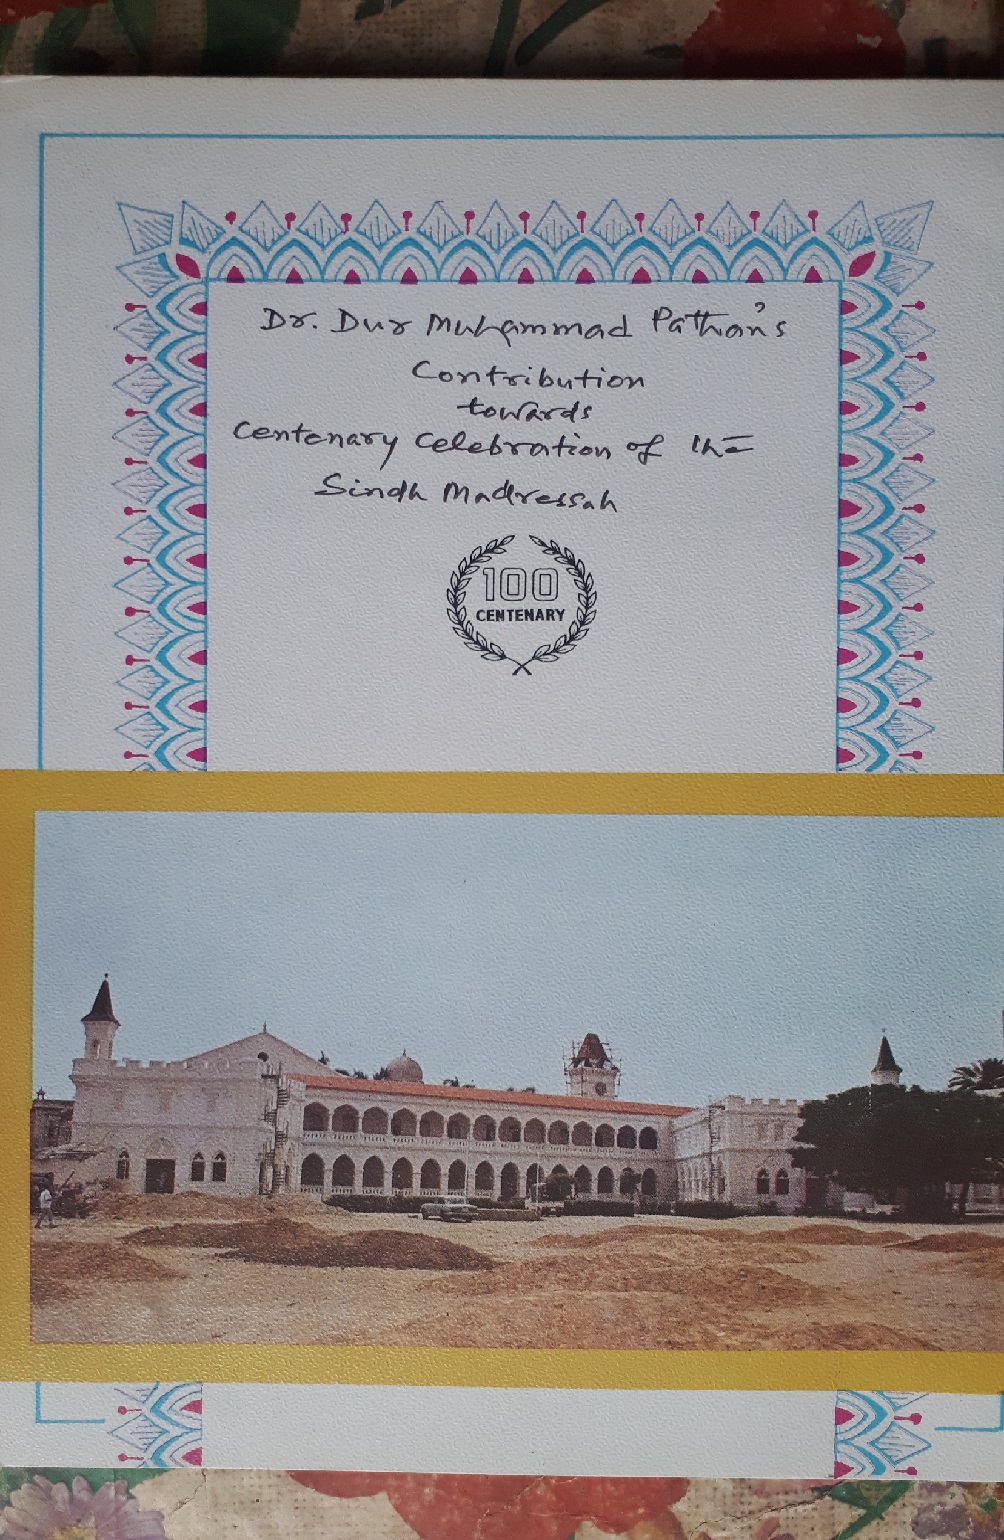 Dr. Dur Muhammad Pathan's
Contribution
towards
Centenary Celebration of the
Sindh Madressah
100
CENTENARY